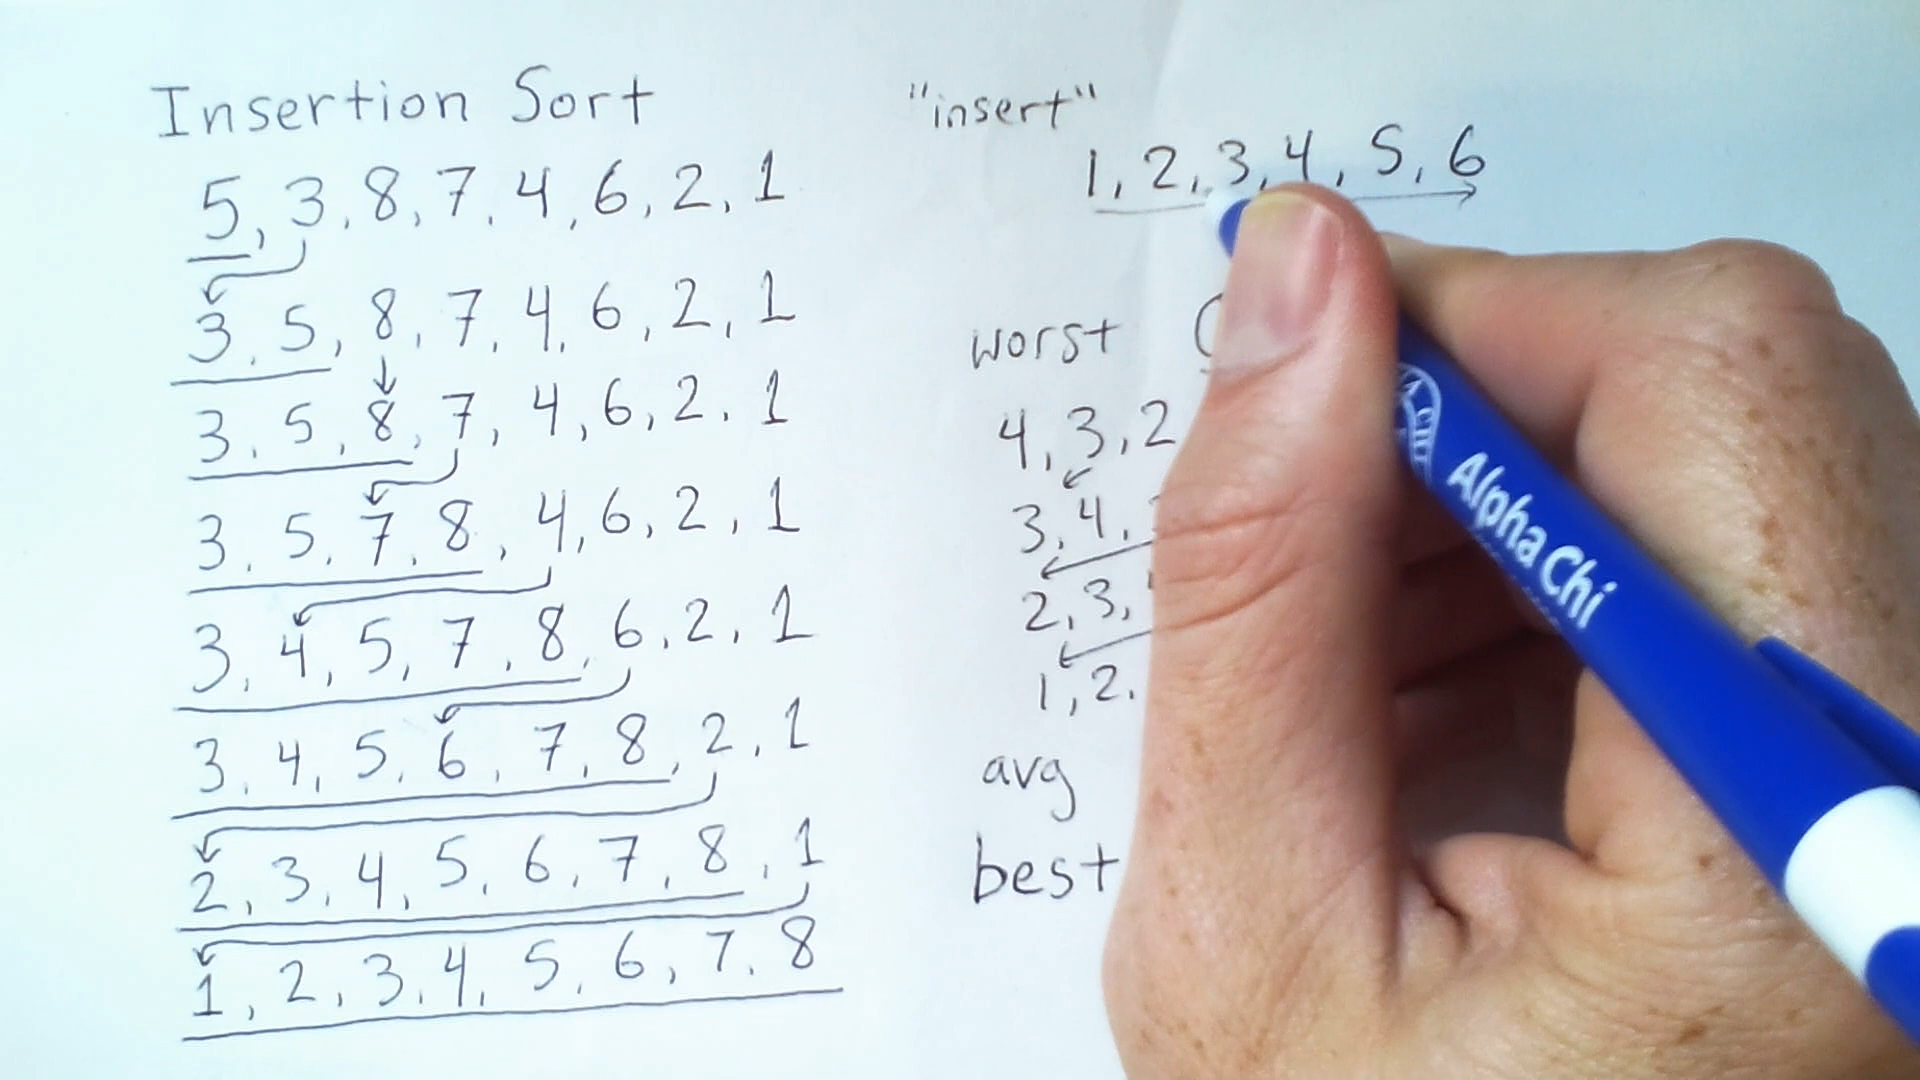 Insertion Sort
5, 3, 8, 7, 4, 6, 2, 1
3, 5, 8, 7, 4, 6, 2, 1
3, 5, 8, 7, 4, 6, 2, 1
3, 5, 7, 8, 4, 6, 2, 1
3, 4, 5, 7, 8, 6, 2, 1
3, 4, 5, 6, 7, 8, 2, 1
2, 3, 4, 5, 6, 7, 8, 1
1, 2, 3, 4, 5, 6, 7, 8
"insert"
1, 2, 3, 4, 5, 6
worst
4, 3, 2
3, 4,
2, 3,
1, 2,
avg
best
Alpha Chi